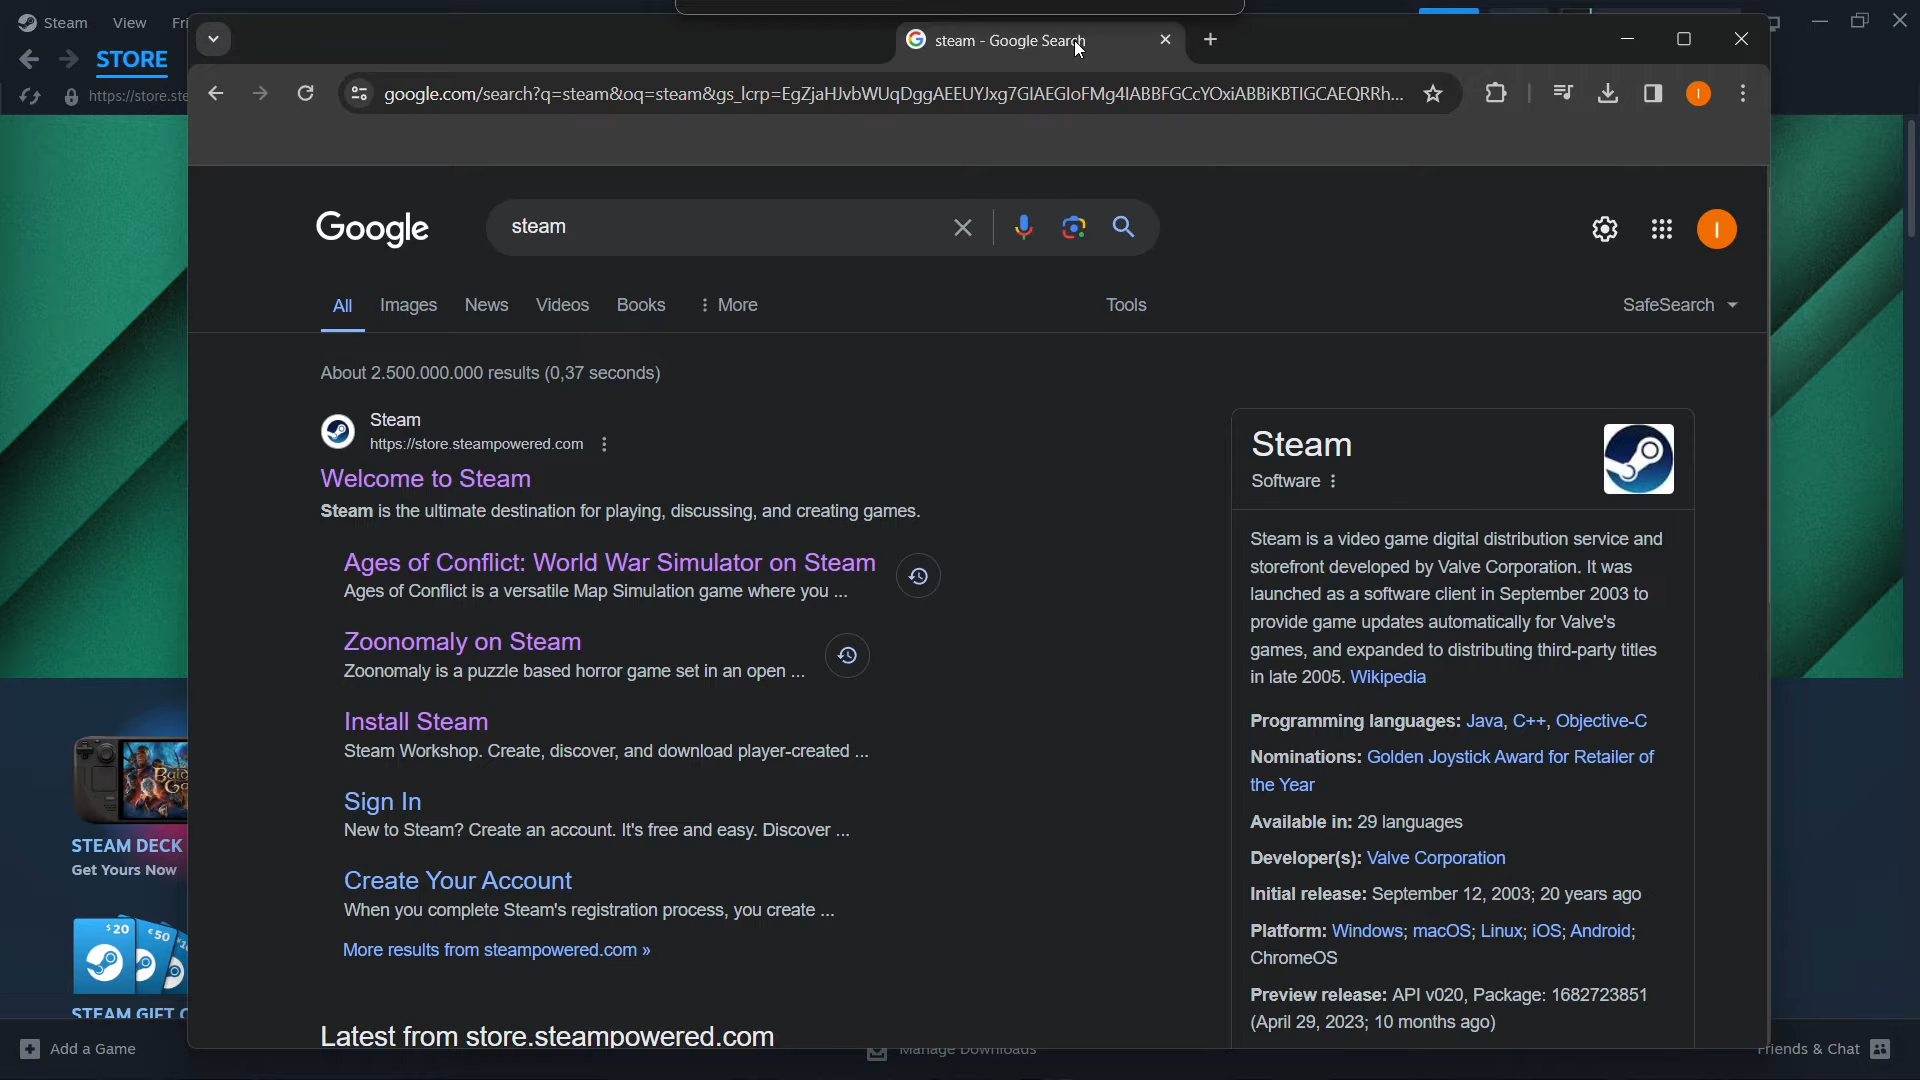 Steam View
STORE
https://store.ste
steam - Google Search
google.com/search?q=steam&oq=steam&gs_lcrp=EgZjaHJvbWUqDggAEEUYJxg7GIAEGIoFMg4IABBFGCcYOxiABBiKBTIGCAEQRRh...
Google
steam
All Images News Videos Books More Tools SafeSearch
About 2.500.000.000 results (0,37 seconds)
Steam
https://store.steampowered.com
Welcome to Steam
Steam is the ultimate destination for playing, discussing, and creating games.
Ages of Conflict: World War Simulator on Steam
Ages of Conflict is a versatile Map Simulation game where you ...
Zoonomaly on Steam
Zoonomaly is a puzzle based horror game set in an open ...
Install Steam
Steam Workshop. Create, discover, and download player-created ...
Sign In
New to Steam? Create an account. It's free and easy. Discover ...
Create Your Account
When you complete Steam's registration process, you create ...
More results from steampowered.com »
Latest from store.steampowered.com
Steam
Software
Steam is a video game digital distribution service and
storefront developed by Valve Corporation. It was
launched as a software client in September 2003 to
provide game updates automatically for Valve's
games, and expanded to distributing third-party titles
in late 2005. Wikipedia
Programming languages: Java, C++, Objective-C
Nominations: Golden Joystick Award for Retailer of
the Year
Available in: 29 languages
Developer(s): Valve Corporation
Initial release: September 12, 2003; 20 years ago
Platform: Windows; macOS; Linux; iOS; Android;
ChromeOS
Preview release: API v020, Package: 1682723851
(April 29, 2023; 10 months ago)
STEAM DECK
Get Yours Now
$20 €50
STEAM GIFT C
Add a Game
Manage Downloads
Friends & Chat